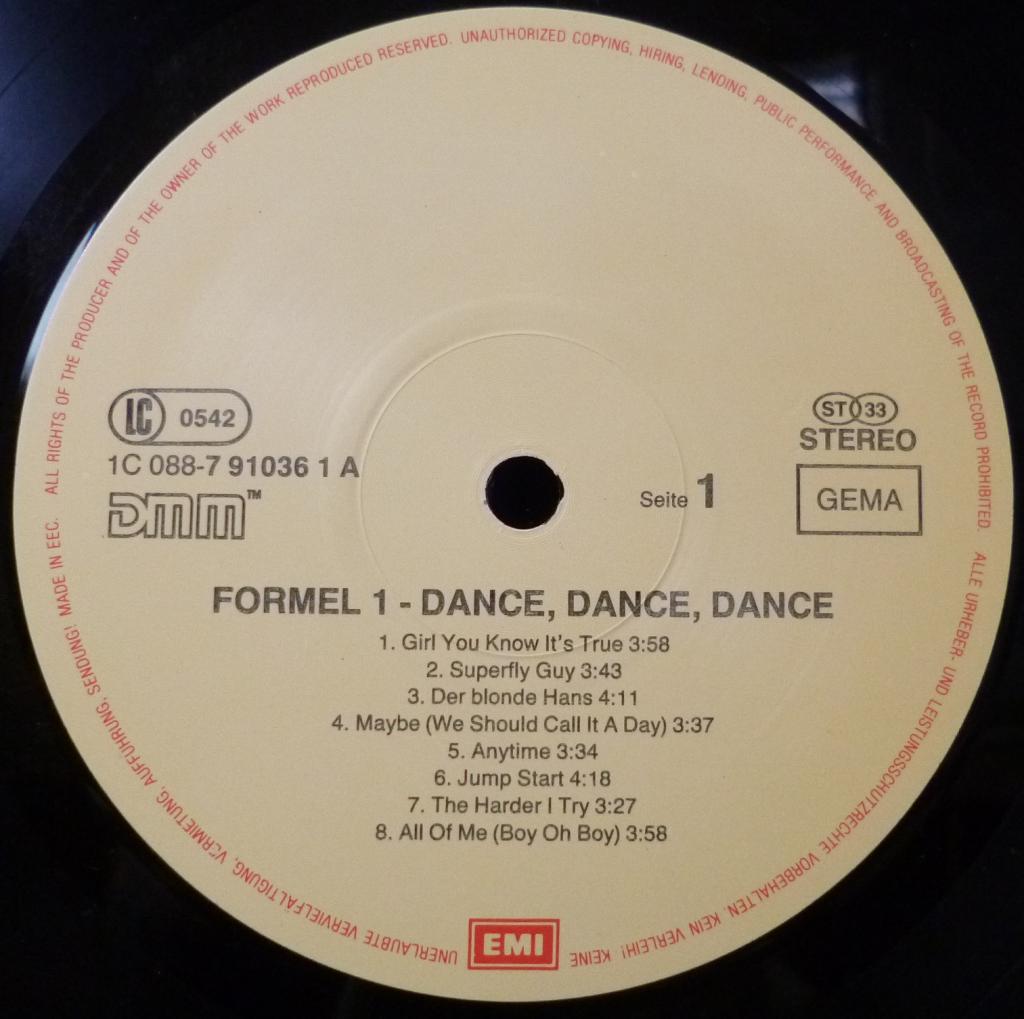 ALL RIGHTS OF THE PRODUCER AND OF THE OWNER OF THE WORK REPRODUCED RESERVED. UNAUTHORIZED COPYING, HIRING, LENDING, PUBLIC PERFORMANCE AND BROADCASTING OF THE RECORD PROHIBITED.
ALLE URHEBER- UND LEISTUNGSSCHUTZRECHTE VORBEHALTEN. KEIN VERLEIH! KEINE UNERLAUBTE VERVIELFÄLTIGUNG, VERMIETUNG, AUFFÜHRUNG, SENDUNG! MADE IN EEC.
LC 0542
1C 088-7 91036 1 A
DMM™
Seite 1
ST 33
STEREO
GEMA
FORMEL 1 - DANCE, DANCE, DANCE
1. Girl You Know It's True 3:58
2. Superfly Guy 3:43
3. Der blonde Hans 4:11
4. Maybe (We Should Call It A Day) 3:37
5. Anytime 3:34
6. Jump Start 4:18
7. The Harder I Try 3:27
8. All Of Me (Boy Oh Boy) 3:58
EMI